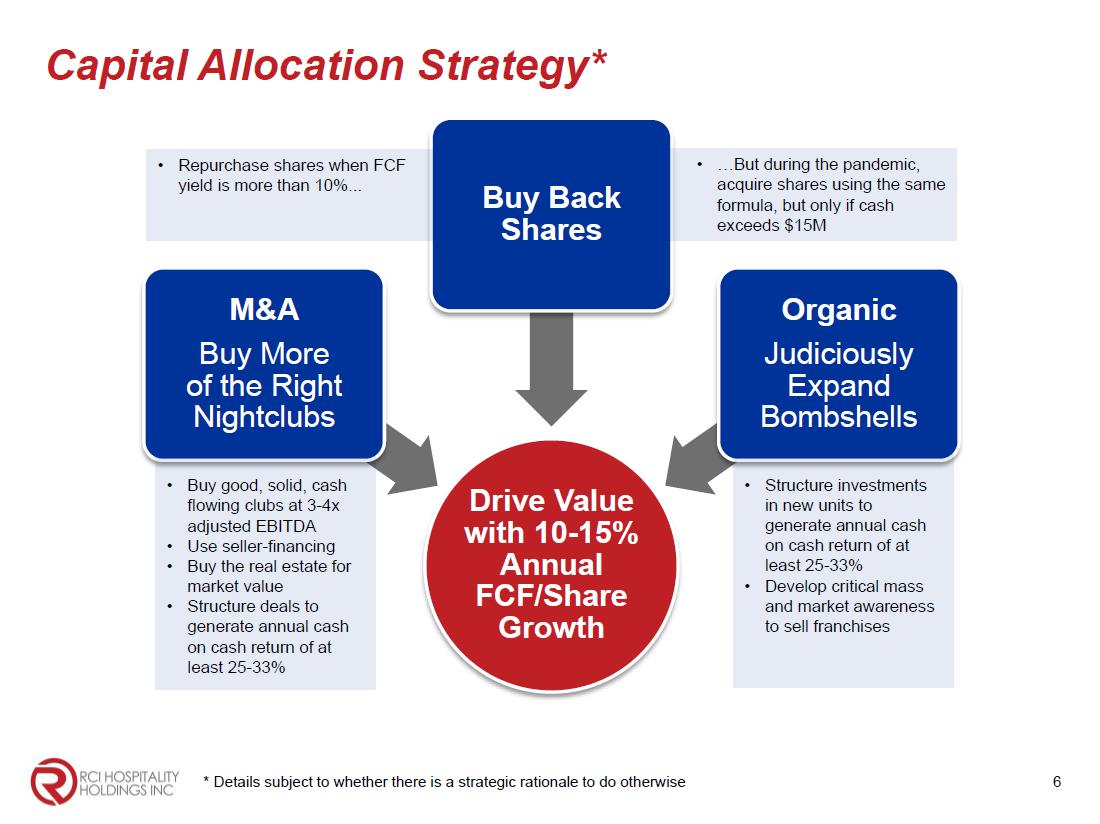 Capital Allocation Strategy*
• Repurchase shares when FCF
yield is more than 10%...
Buy Back
Shares
• …But during the pandemic,
acquire shares using the same
formula, but only if cash
exceeds $15M
M&A
Buy More
of the Right
Nightclubs
Organic
Judiciously
Expand
Bombshells
• Buy good, solid, cash
flowing clubs at 3-4x
adjusted EBITDA
• Use seller-financing
• Buy the real estate for
market value
• Structure deals to
generate annual cash
on cash return of at
least 25-33%
Drive Value
with 10-15%
Annual
FCF/Share
Growth
• Structure investments
in new units to
generate annual cash
on cash return of at
least 25-33%
• Develop critical mass
and market awareness
to sell franchises
RCI HOSPITALITY
HOLDINGS INC
* Details subject to whether there is a strategic rationale to do otherwise
6